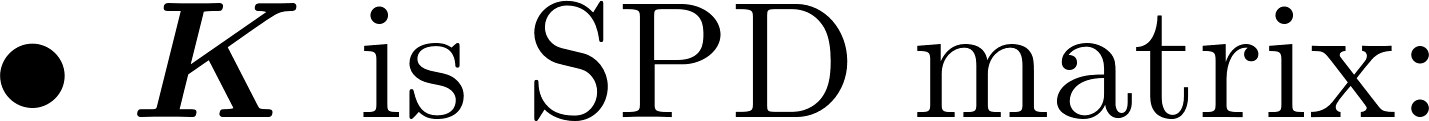 • K is SPD matrix: